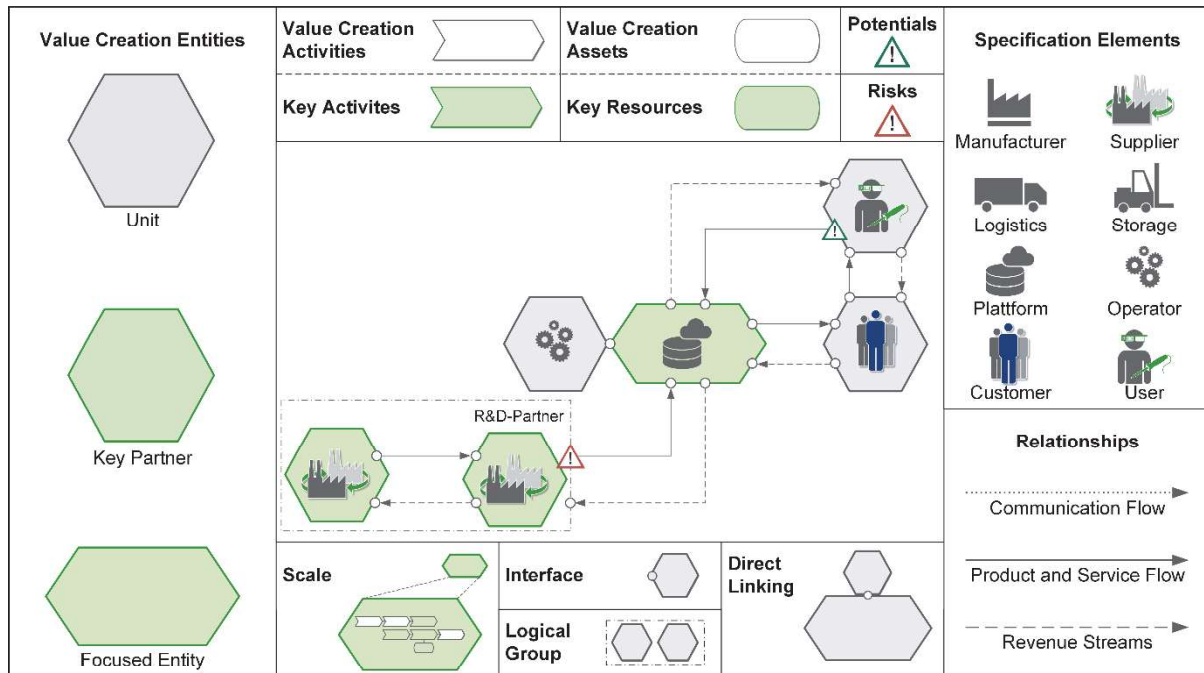 Value Creation Entities
Unit
Key Partner
Focused Entity
Value Creation
Activities
Value Creation
Assets
Potentials
Key Activites
Key Resources
Risks
R&D-Partner
Scale
Interface
Logical
Group
Direct
Linking
Specification Elements
Manufacturer
Supplier
Logistics
Storage
Plattform
Operator
Customer
User
Relationships
Communication Flow
Product and Service Flow
Revenue Streams